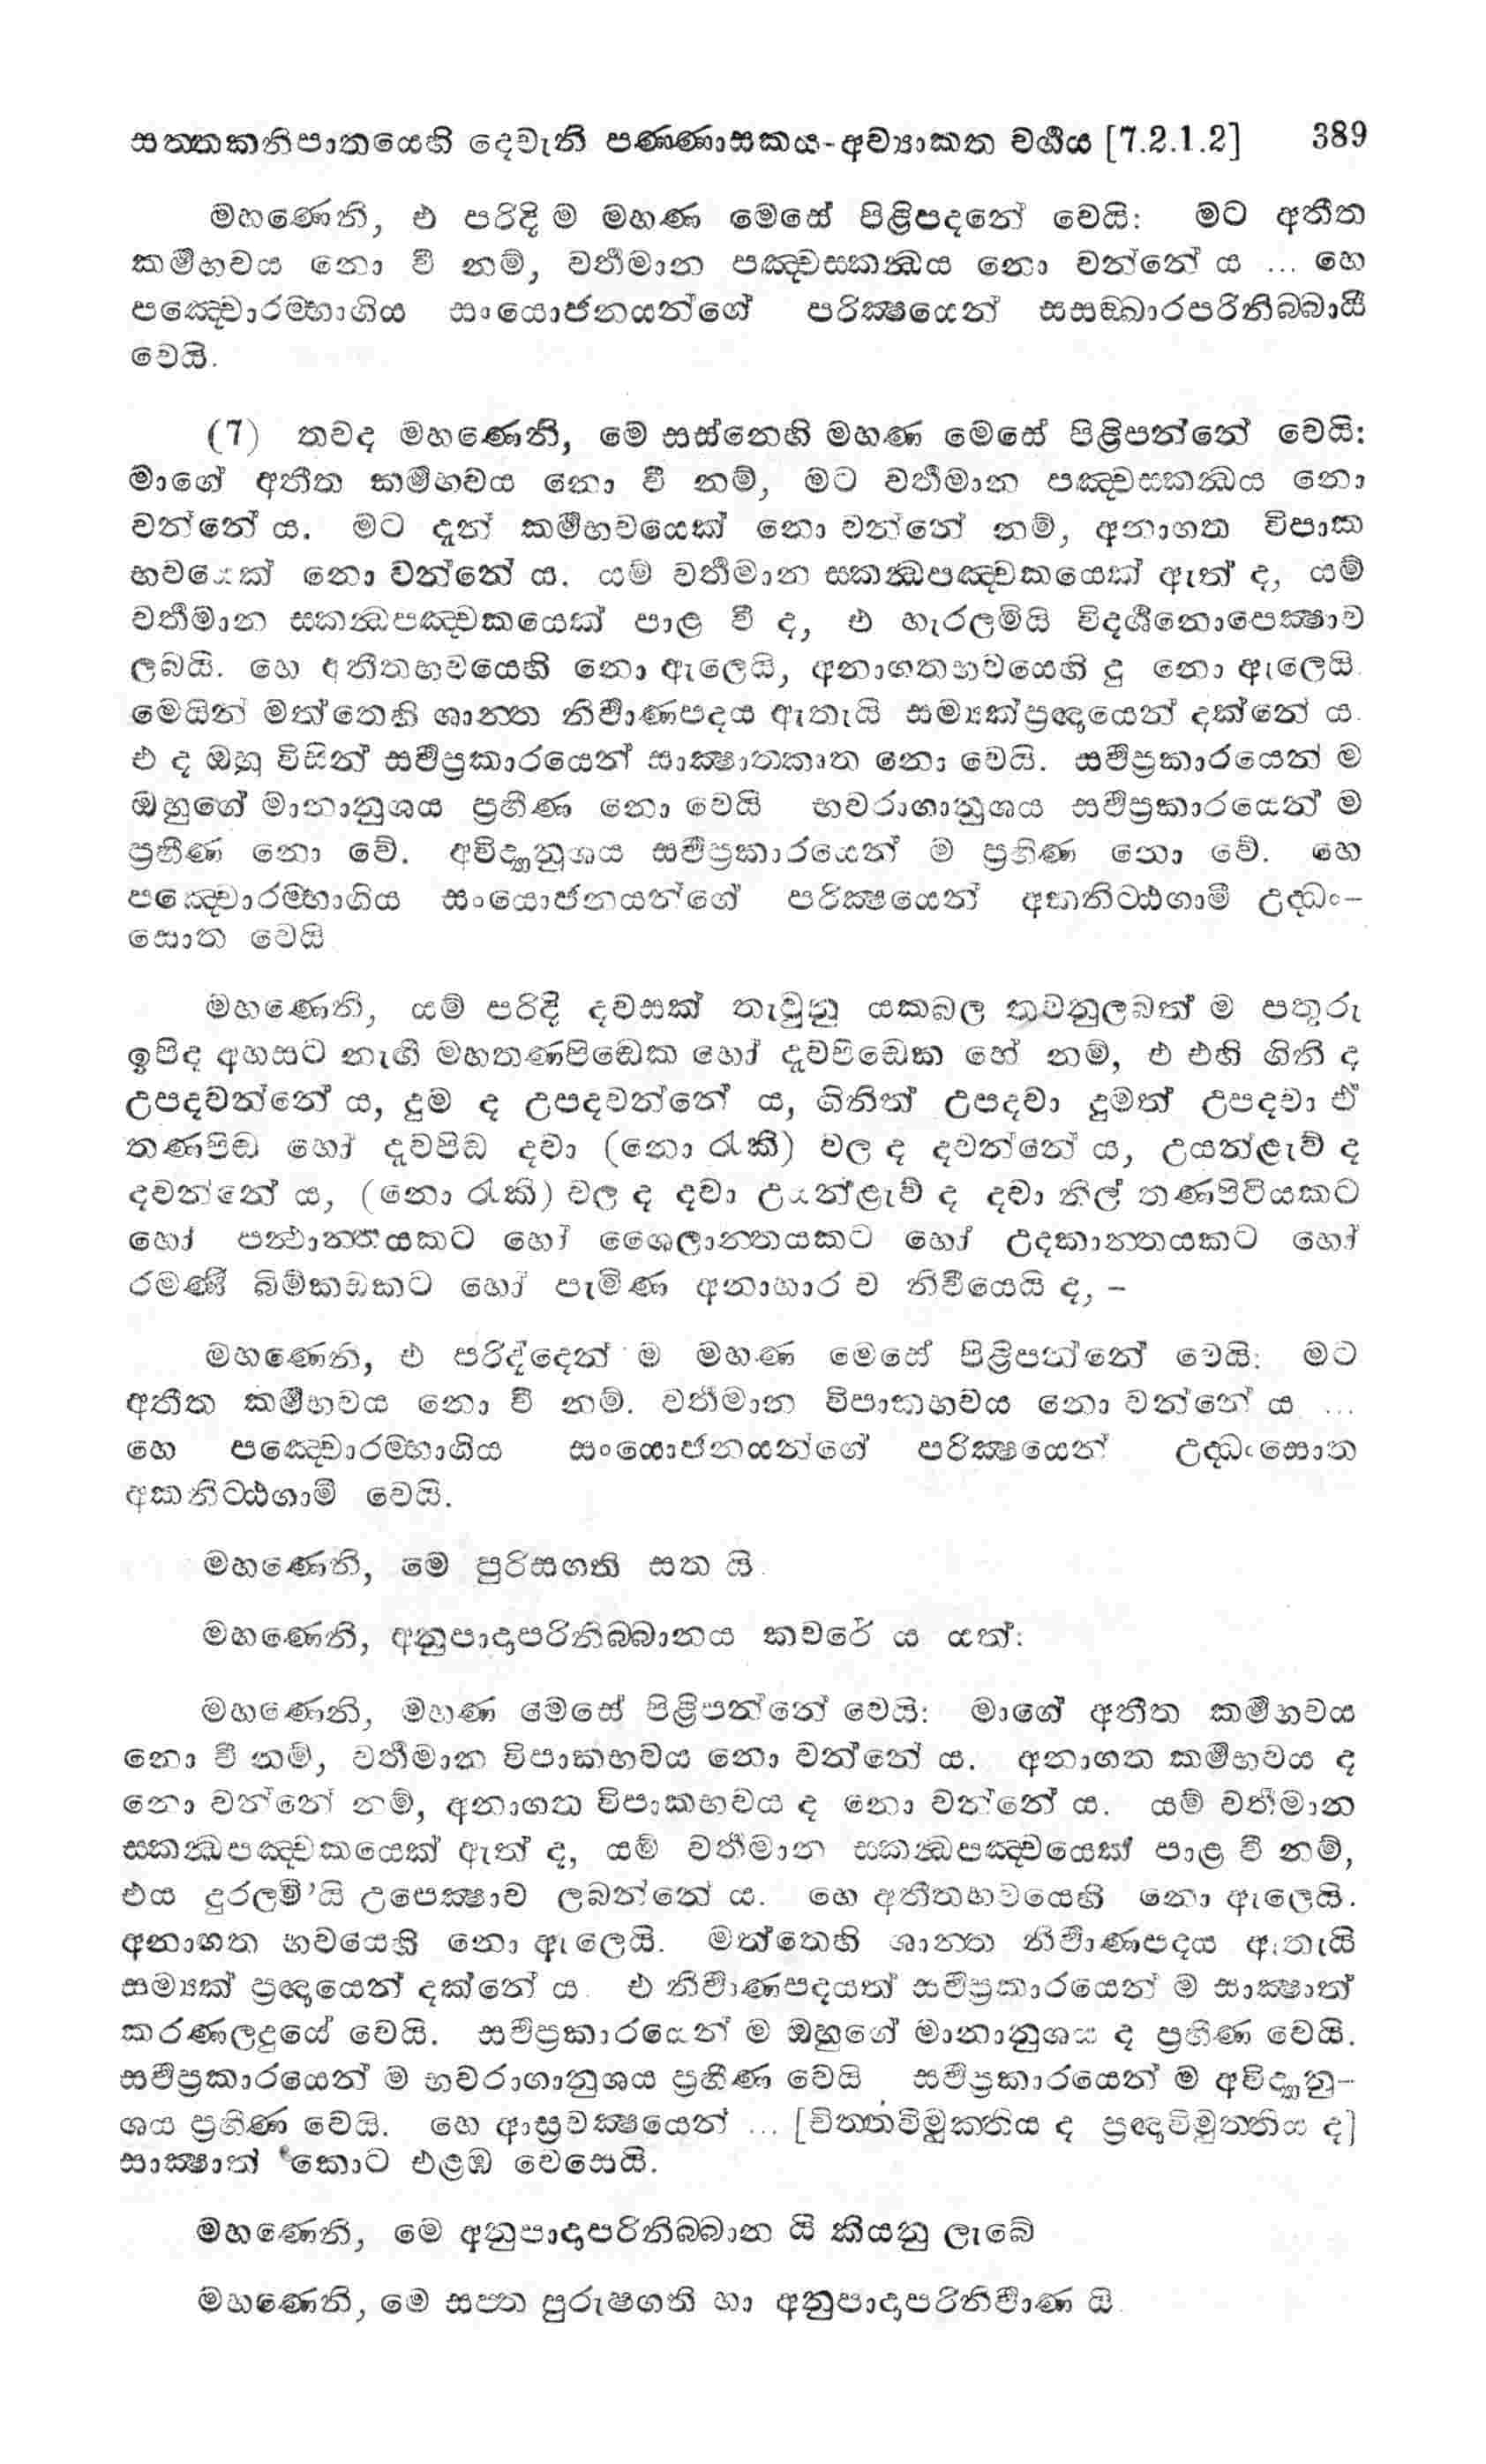 සත්තකනිපාතයෙහි දෙවැනි පණ්ණාසකය-අව්‍යාකත වර්‍ගය [7.2.1.2] 389
මහණෙනි, එ පරිදි ම මහණ මෙසේ පිළිපදනේ වෙයි: මට අතීත
කර්‍මභවය නො වී නම්, වර්‍තමාන පඤ්චස්කන්‍ධය නො වන්නේ ය ... හෙ
පඤ්චොරම්භාගිය සංයොජනයන්ගේ පරික්‍ෂයෙන් සසඞ්ඛාරපරිනිබ්බායී
වෙයි.
(7) තවද මහණෙනි, මෙ සස්නෙහි මහණ මෙසේ පිළිපන්නේ වෙයි:
මාගේ අතීත කර්‍මභවය නො වී නම්, මට වර්‍තමාන පඤ්චස්කන්‍ධය නො
වන්නේ ය. මට දැන් කර්‍මභවයෙක් නො වන්නේ නම්, අනාගත විපාක
භවයෙක් නො වන්නේ ය. යම් වර්‍තමාන ස්කන්‍ධපඤ්චකයෙක් ඇත් ද, යම්
වර්‍තමාන ස්කන්‍ධපඤ්චකයෙක් පාළ වී ද, එ හැරලමියි විදර්‍ශනොපෙක්‍ෂාව
ලබයි. හෙ අතීතභවයෙහි නො ඇලෙයි, අනාගතභවයෙහි දු නො ඇලෙයි.
මෙයින් මත්තෙහි ශාන්ත නිර්‍වාණපදය ඇතැයි සම්‍යක්ප්‍රඥායෙන් දක්නේ ය.
එ ද ඔහු විසින් සර්‍වප්‍රකාරයෙන් සාක්‍ෂාත්කෘත නො වෙයි. සර්‍වප්‍රකාරයෙන් ම
ඔහුගේ මානානුශය ප්‍රහීණ නො වෙයි භවරාගානුශය සර්‍වප්‍රකාරයෙන් ම
ප්‍රහීණ නො වේ. අවිද්‍යානුශය සර්‍වප්‍රකාරයෙන් ම ප්‍රහීණ නො වේ. හෙ
පඤ්චොරම්භාගිය සංයොජනයන්ගේ පරික්‍ෂයෙන් අකනිට්ඨගාමී උද්ධං-
සොත වෙයි
මහණෙනි, යම් පරිදි දවසක් තැවුනු යකබල තුවනුලබත් ම පතුරු
ඉපිද අහසට නැඟී මහතණපිඬෙක හෝ දූවපිඬෙක හේ නම්, එ එහි ගිනි ද
උපදවන්නේ ය, දුම ද උපදවන්නේ ය, ගිනිත් උපදවා දුමත් උපදවා ඒ
තණපිඬ හෝ දූවපිඬ දවා (නො රැකි) වල ද දවන්නේ ය, උයන්ළැව් ද
දවන්නේ ය, (නො රැකි) වල ද දවා උයන්ළැව් ද දවා නිල් තණපිටියකට
හෝ පන්ථාන්තයකට හෝ ශෛලාන්තයකට හෝ උදකාන්තයකට හෝ
රමණී බිම්කඩකට හෝ පැමිණ අනාහාර ව නිවීයෙයි ද, –
මහණෙනි, එ පරිද්දෙන් ම මහණ මෙසේ පිළිපන්නේ වෙයි: මට
අතීත කර්‍මභවය නො වී නම්. වර්‍තමාන විපාකභවය නො වන්නේ ය ...
හෙ පඤ්චොරම්භාගිය සංයොජනයන්ගේ පරික්‍ෂයෙන් උද්ධංසොත
අකනිට්ඨගාමී වෙයි.
මහණෙනි, මෙ පුරිසගති සත යි.
මහණෙනි, අනුපාදාපරිනිබ්බානය කවරේ ය යත්:
මහණෙනි, මහණ මෙසේ පිළිපන්නේ වෙයි: මාගේ අතීත කර්‍මභවය
නො වී නම්, වර්‍තමාන විපාකභවය නො වන්නේ ය. අනාගත කර්‍මභවය ද
නො වන්නේ නම්, අනාගත විපාකභවය ද නො වන්නේ ය. යම් වර්‍තමාන
ස්කන්‍ධපඤ්චකයෙක් ඇත් ද, යම් වර්‍තමාන ස්කන්‍ධපඤ්චයෙක් පාළ වී නම්,
එය දුරලමි’යි උපෙක්‍ෂාව ලබන්නේ ය. හෙ අතීතභවයෙහි නො ඇලෙයි.
අනාගත භවයෙහි නො ඇලෙයි. මත්තෙහි ශාන්ත නිර්‍වාණපදය ඇතැයි
සම්‍යක් ප්‍රඥායෙන් දක්නේ ය. එ නිර්‍වාණපදයත් සර්‍වප්‍රකාරයෙන් ම සාක්‍ෂාත්
කරණලදුයේ වෙයි. සර්‍වප්‍රකාරයෙන් ම ඔහුගේ මානානුශය ද ප්‍රහීණ වෙයි.
සර්‍වප්‍රකාරයෙන් ම භවරාගානුශය ප්‍රහීණ වෙයි සර්‍වප්‍රකාරයෙන් ම අවිද්‍යානු-
ශය ප්‍රහීණ වෙයි. හෙ ආස්‍රවක්‍ෂයෙන් ... [චිත්තවිමුක්තිය ද ප්‍රඥාවිමුත්තිය ද]
සාක්‍ෂාත් කොට එළඹ වෙසෙයි.
මහණෙනි, මෙ අනුපාදාපරිනිබ්බාන යි කියනු ලැබේ
මහණෙනි, මෙ සප්ත පුරුෂගති හා අනුපාදාපරිනිර්‍වාණ යි.